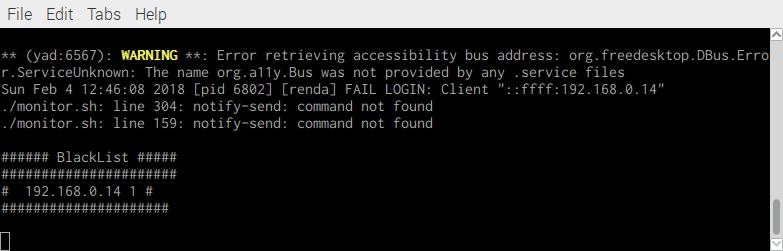 File Edit Tabs Help
** (yad:6567): WARNING **: Error retrieving accessibility bus address: org.freedesktop.DBus.Erro
r.ServiceUnknown: The name org.a11y.Bus was not provided by any .service files
Sun Feb 4 12:46:08 2018 [pid 6802] [renda] FAIL LOGIN: Client "::ffff:192.168.0.14"
./monitor.sh: line 304: notify-send: command not found
./monitor.sh: line 159: notify-send: command not found
###### BlackList #####
######################
#  192.168.0.14 1 #
#####################